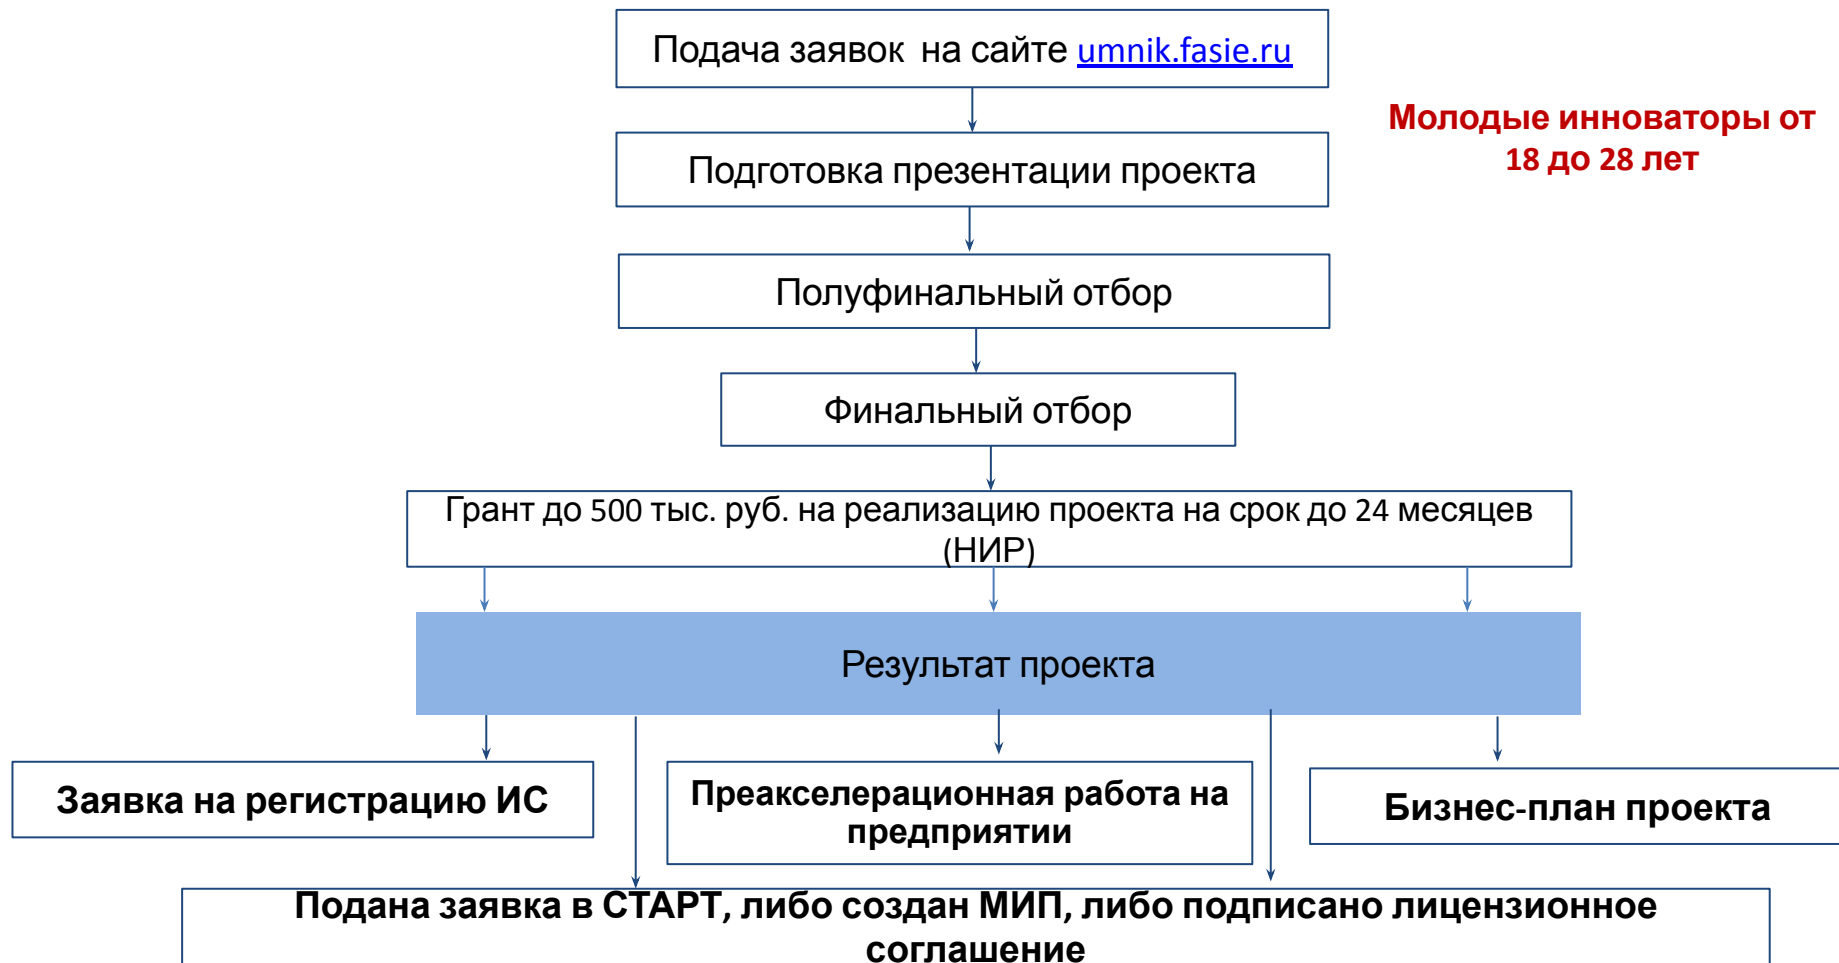 Подача заявок на сайте umnik.fasie.ru
Молодые инноваторы от
18 до 28 лет
Подготовка презентации проекта
Полуфинальный отбор
Финальный отбор
Грант до 500 тыс. руб. на реализацию проекта на срок до 24 месяцев
(НИР)
Результат проекта
Заявка на регистрацию ИС
Преакселерационная работа на
предприятии
Бизнес-план проекта
Подана заявка в СТАРТ, либо создан МИП, либо подписано лицензионное
соглашение